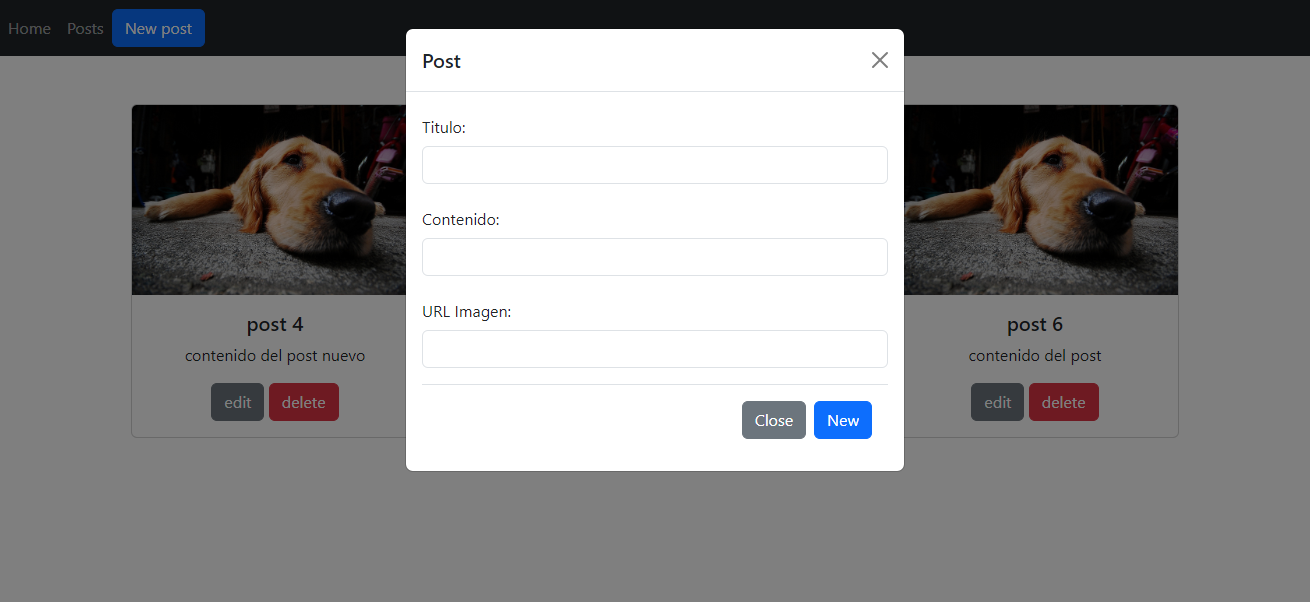 Home Posts New post
Post
Titulo:
Contenido:
URL Imagen:
Close New
post 4
contenido del post nuevo
edit delete
post 6
contenido del post
edit delete